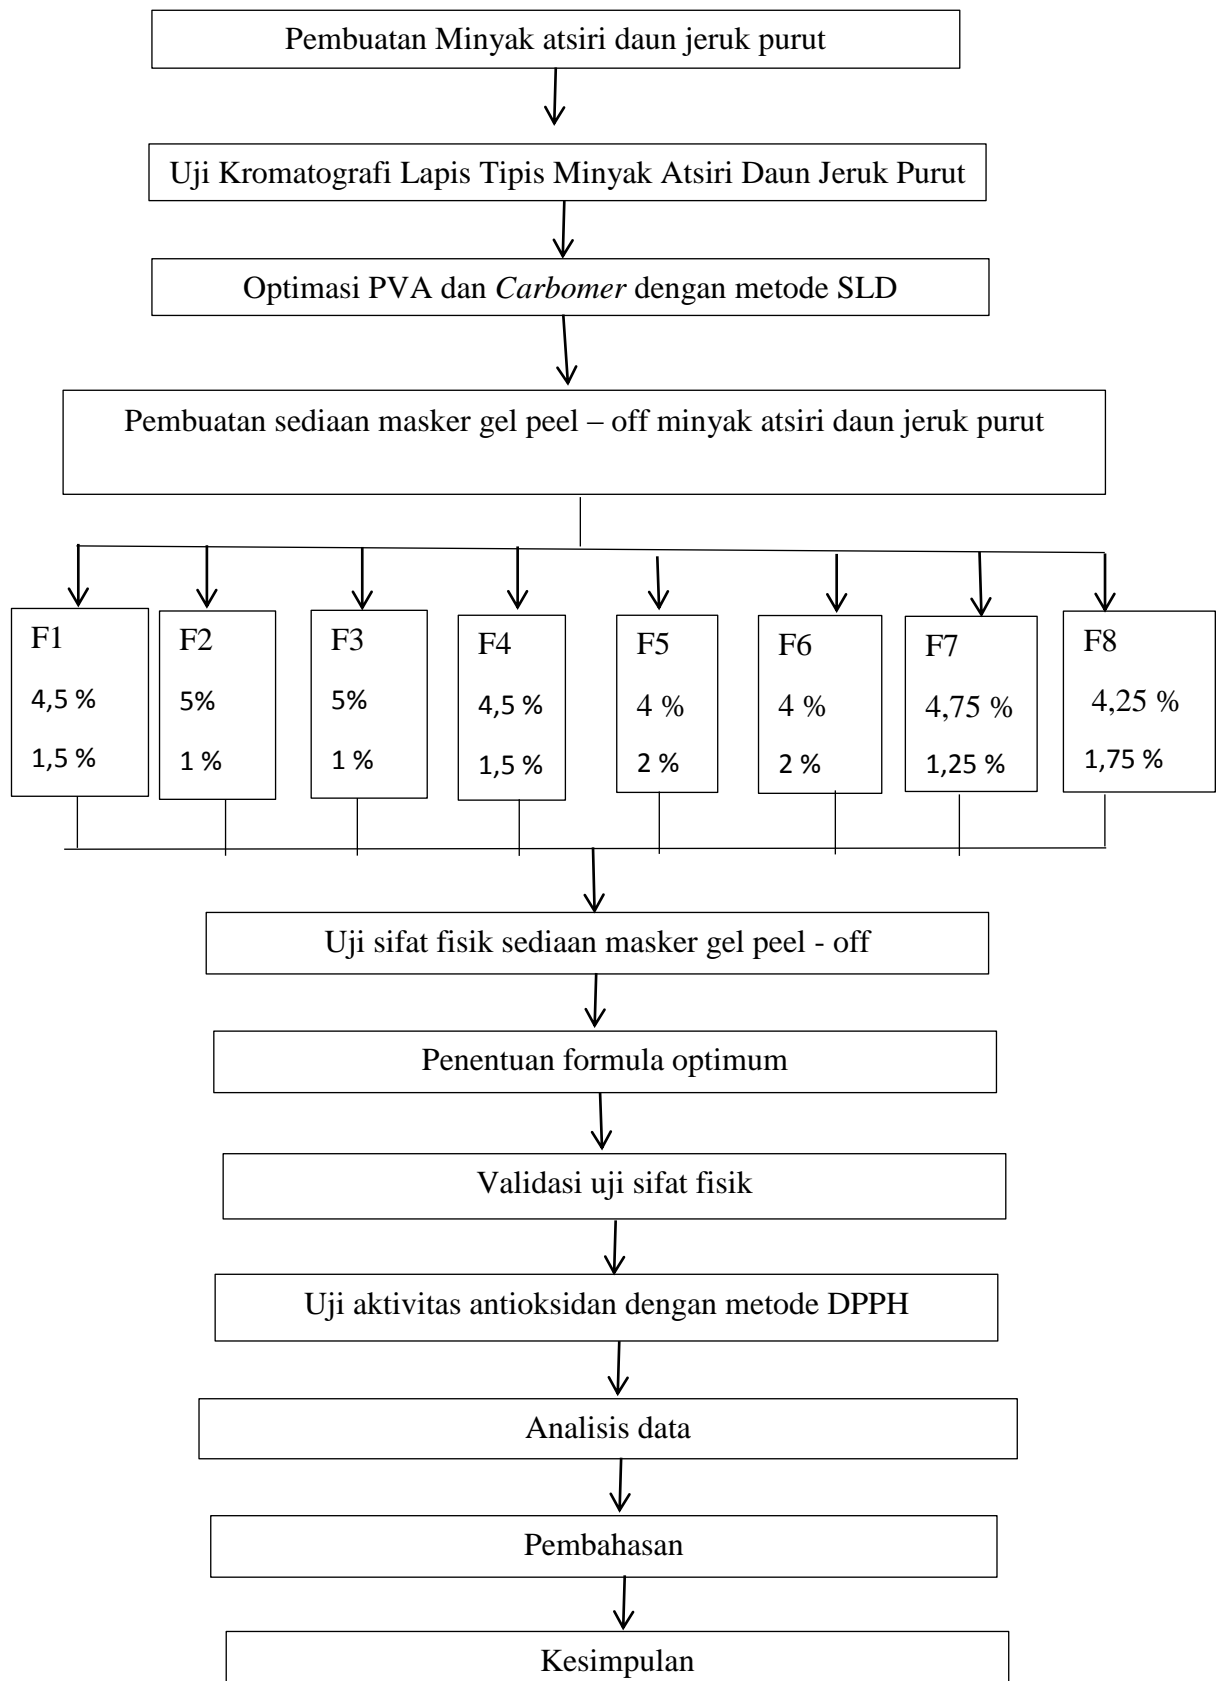 Pembuatan Minyak atsiri daun jeruk purut
Uji Kromatografi Lapis Tipis Minyak Atsiri Daun Jeruk Purut
Optimasi PVA dan Carbomer dengan metode SLD
Pembuatan sediaan masker gel peel – off minyak atsiri daun jeruk purut
F1
4,5 %
1,5 %
F2
5%
1 %
F3
5%
1 %
F4
4,5 %
1,5 %
F5
4 %
2 %
F6
4 %
2 %
F7
4,75 %
1,25 %
F8
4,25 %
1,75 %
Uji sifat fisik sediaan masker gel peel - off
Penentuan formula optimum
Validasi uji sifat fisik
Uji aktivitas antioksidan dengan metode DPPH
Analisis data
Pembahasan
Kesimpulan